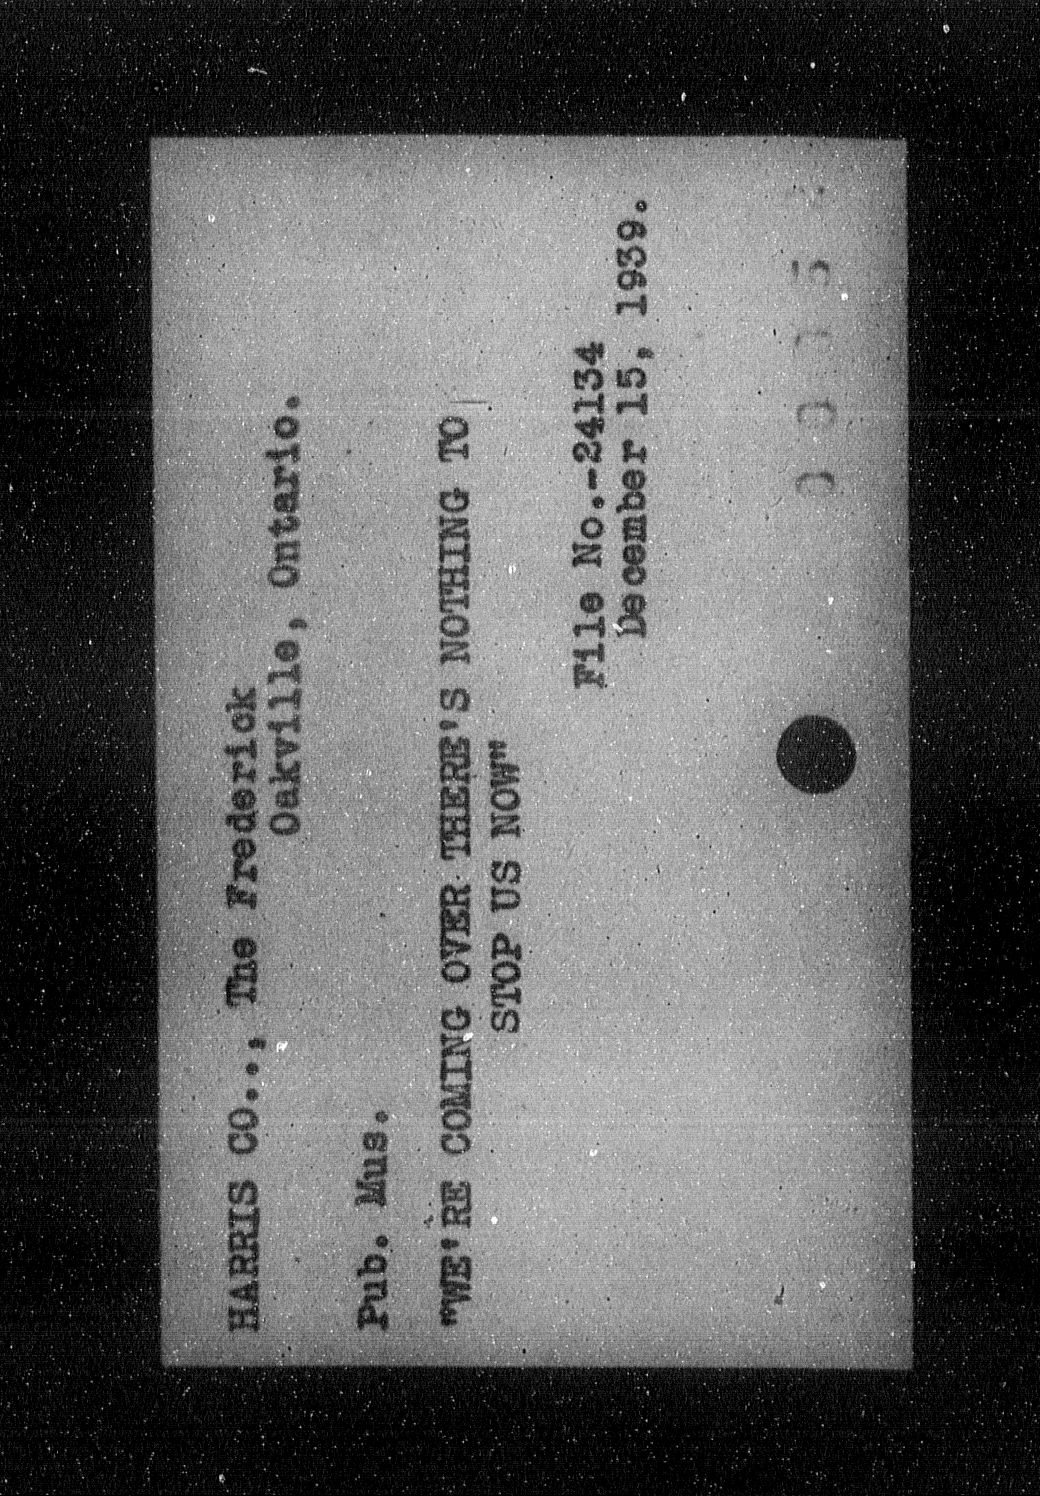 HARRIS CO.., The Frederick
Oakville, Ontario.
Pub. Mus.
"WE'RE COMING OVER THERE'S NOTHING TO
STOP US NOW"
File No.-24134
December 15, 1939.